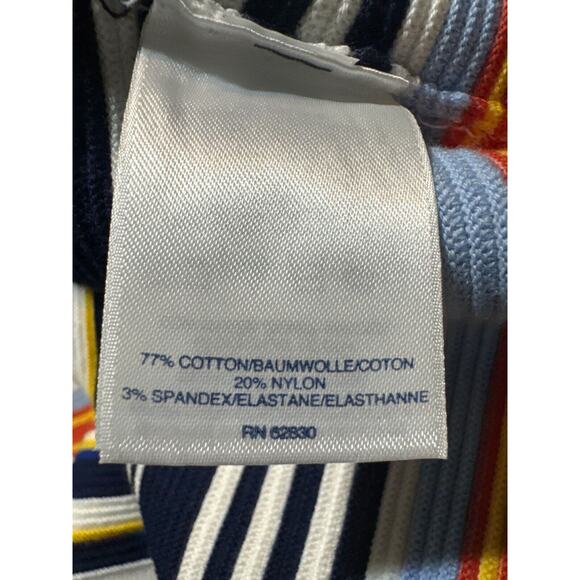 77% COTTON/BAUMWOLLE/COTON
20% NYLON
3% SPANDEX/ELASTANE/ELASTHANNE
RN 62830